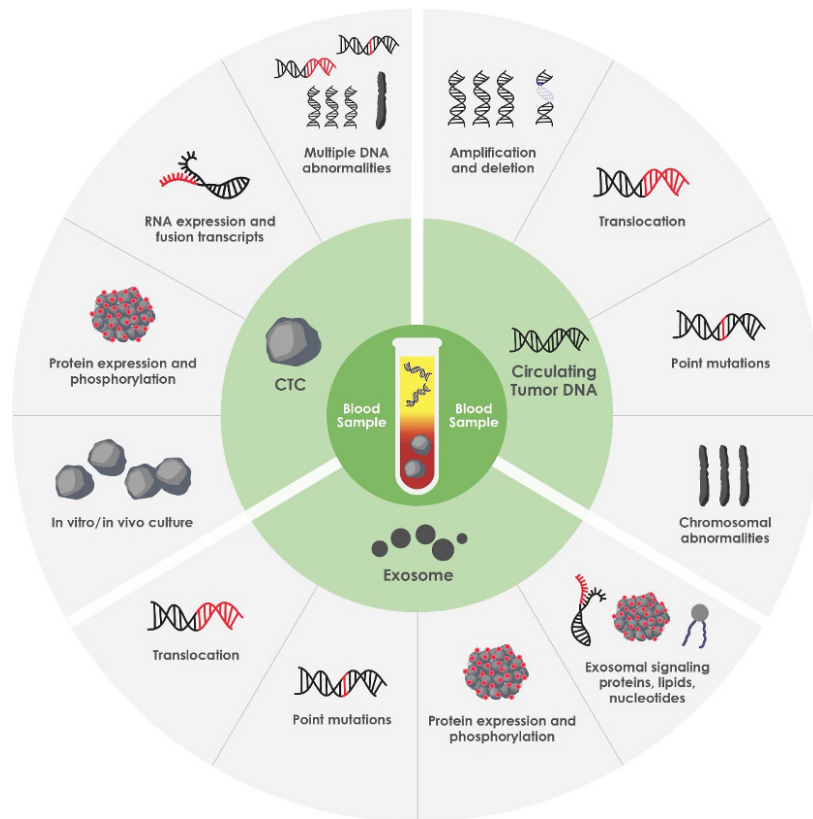 Multiple DNA
abnormalities
Amplification
and deletion
RNA expression and
fusion transcripts
Translocation
Protein expression and
phosphorylation
CTC
Circulating
Tumor DNA
Point mutations
Blood
Sample
Blood
Sample
In vitro/in vivo culture
Chromosomal
abnormalities
Exosome
Translocation
Point mutations
Protein expression and
phosphorylation
Exosomal signaling
proteins, lipids,
nucleotides